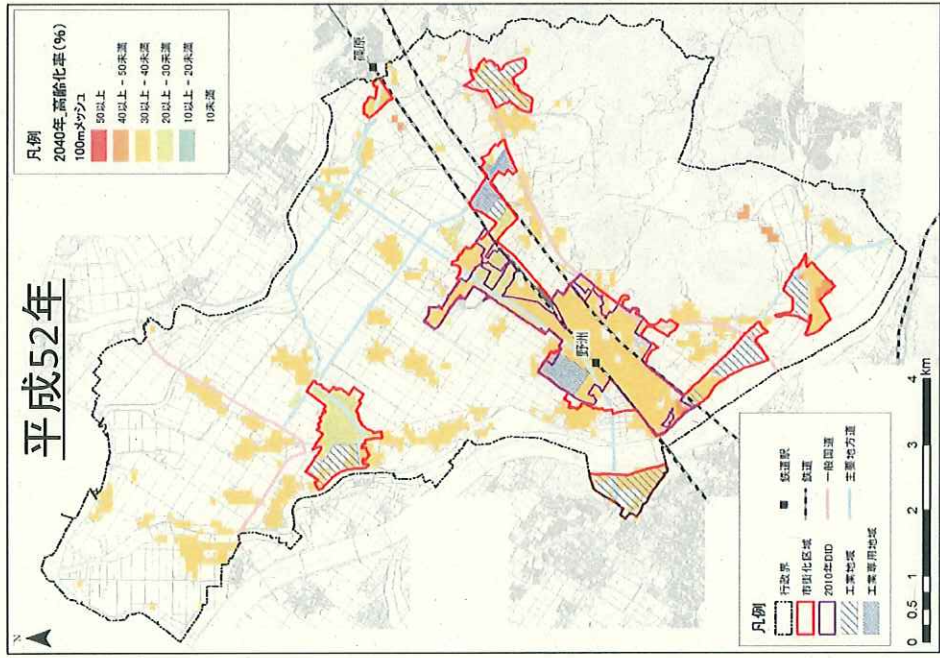 平成52年
凡例
2040年_高齢化率(%)
100mメッシュ
50以上
40以上 - 50未満
30以上 - 40未満
20以上 - 30未満
10以上 - 20未満
10未満
篠原
野洲
N
凡例
行政界
市街化区域
2010年DID
工業地域
工業専用地域
鉄道駅
鉄道
一般国道
主要地方道
0 0.5 1 2 3 4
km